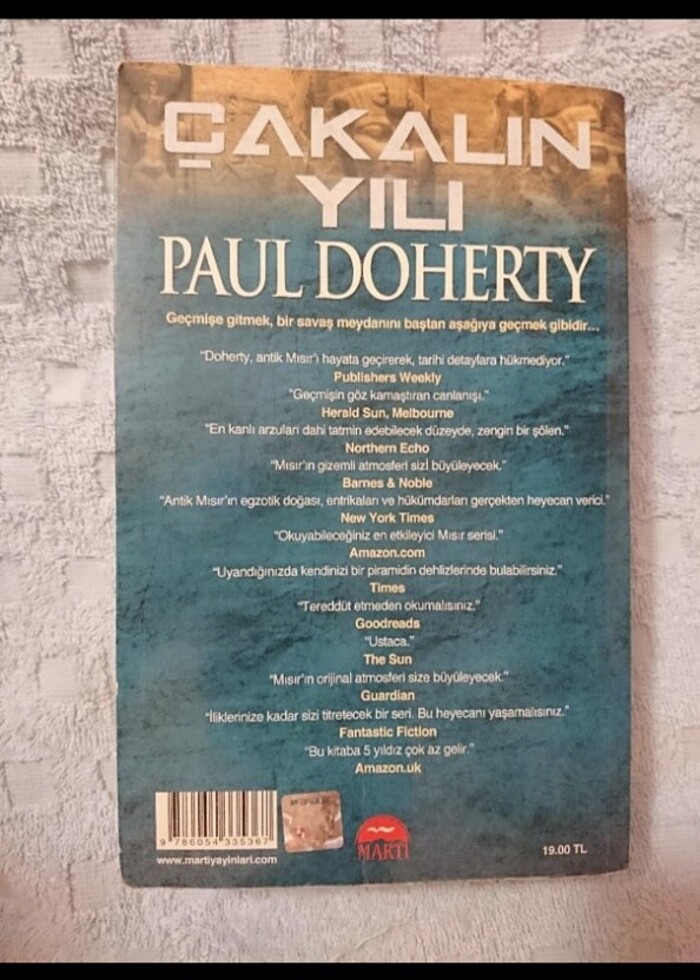 ÇAKALIN
YILI
PAUL DOHERTY
Geçmişe gitmek, bir savaş meydanını baştan aşağıya geçmek gibidir...
"Doherty, antik Mısır'ı hayata geçirerek, tarihi detaylara hükmediyor."
Publishers Weekly
"Geçmişin göz kamaştıran canlanışı."
Herald Sun, Melbourne
"En kanlı arzuları dahi tatmin edebilecek düzeyde, zengin bir şölen."
Northern Echo
"Mısır'ın gizemli atmosferi sizi büyüleyecek."
Barnes & Noble
"Antik Mısır'ın egzotik doğası, entrikaları ve hükümdarları gerçekten heyecan verici."
New York Times
"Okuyabileceğiniz en etkileyici Mısır serisi."
Amazon.com
"Uyandığınızda kendinizi bir piramidin dehlizlerinde bulabilirsiniz."
Times
"Tereddüt etmeden okumalısınız."
Goodreads
"Ustaca."
The Sun
"Mısır'ın orijinal atmosferi size büyüleyecek."
Guardian
"İliklerinize kadar sizi titretecek bir seri. Bu heyecanı yaşamalısınız."
Fantastic Fiction
"Bu kitaba 5 yıldız çok az gelir."
Amazon.uk
9 786054 335367
www.martiyayinlari.com
MARTI
19.00 TL